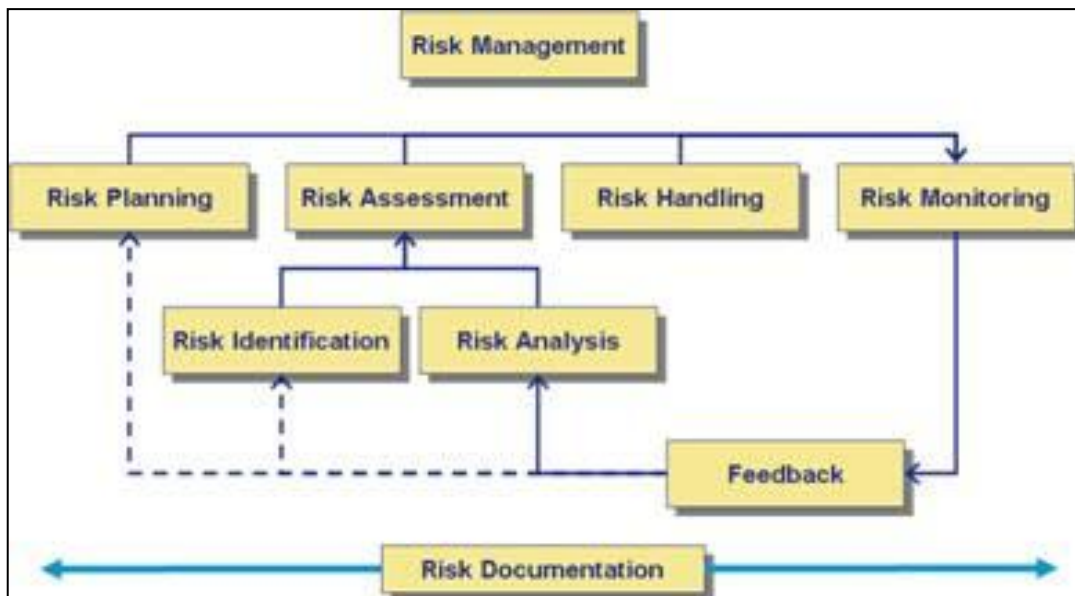 Risk Management
Risk Planning
Risk Assessment
Risk Handling
Risk Monitoring
Risk Identification
Risk Analysis
Feedback
Risk Documentation